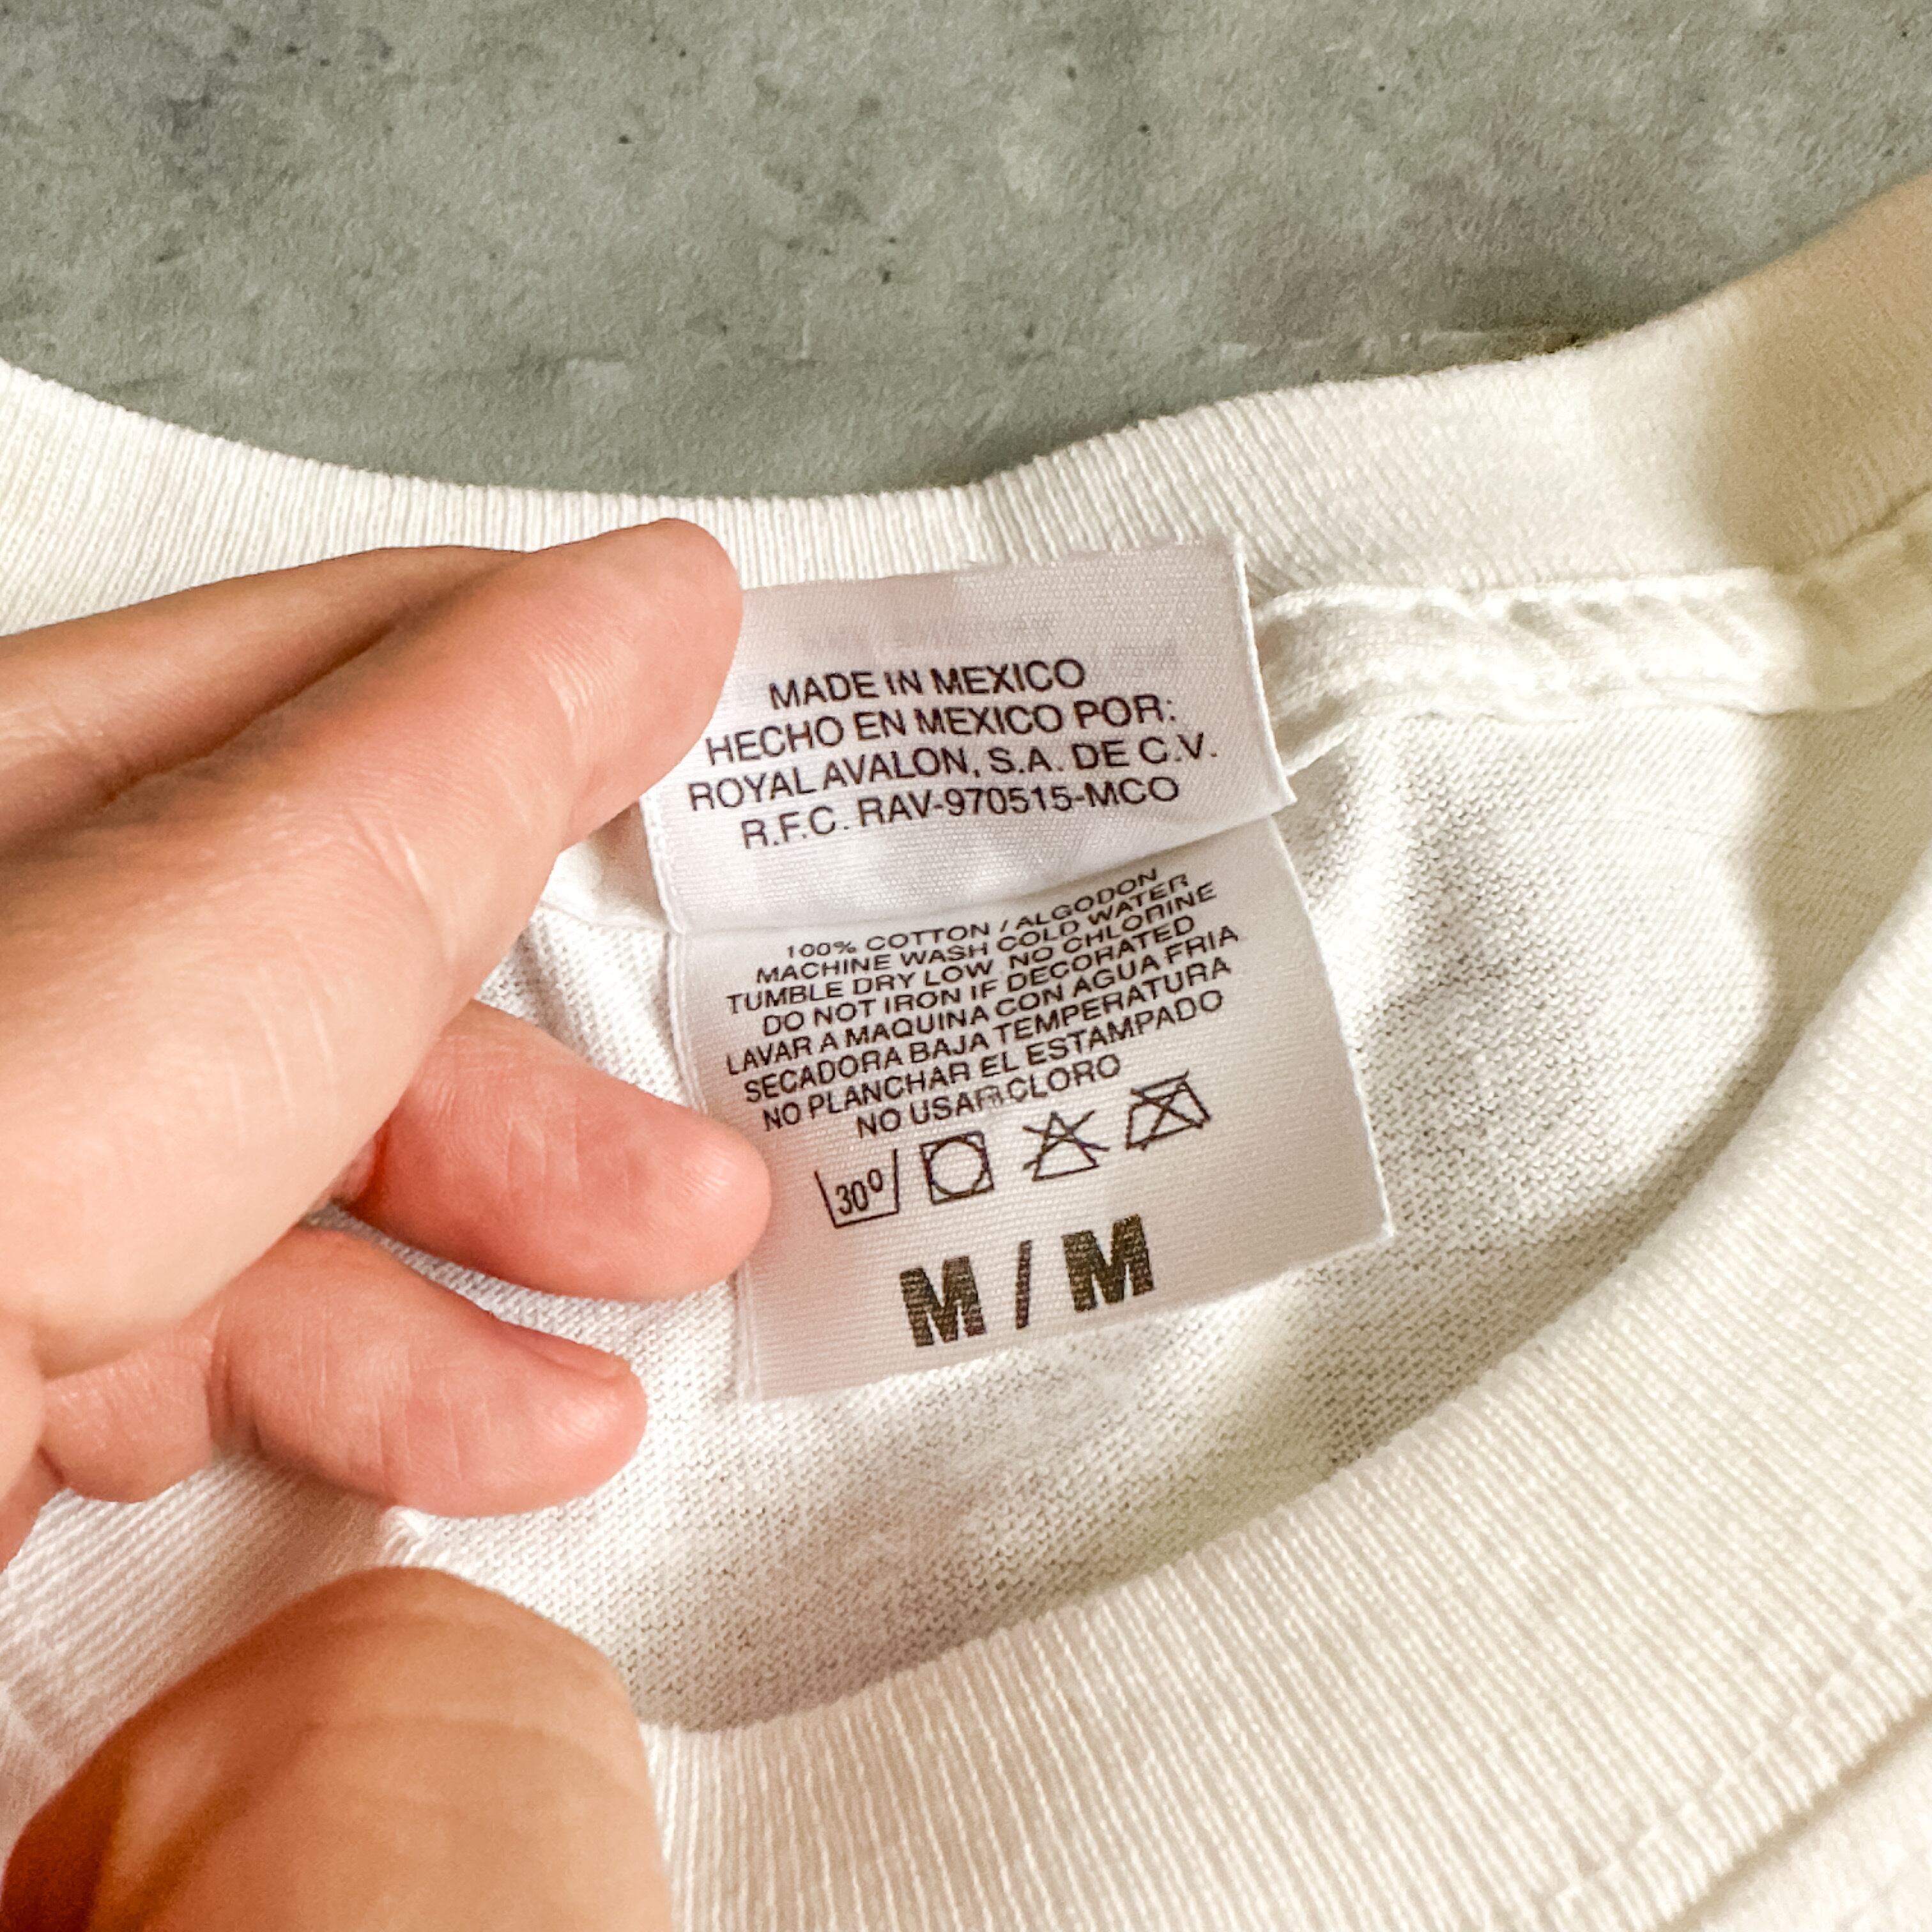 MADE IN MEXICO
HECHO EN MEXICO POR:
ROYAL AVALON, S.A. DE C.V.
R.F.C. RAV-970515-MCO
100% COTTON / ALGODON
MACHINE WASH COLD WATER
TUMBLE DRY LOW NO CHLORINE
DO NOT IRON IF DECORATED
LAVAR A MAQUINA CON AGUA FRIA
SECADORA BAJA TEMPERATURA
NO PLANCHAR EL ESTAMPADO
NO USAR CLORO
30º
M / M